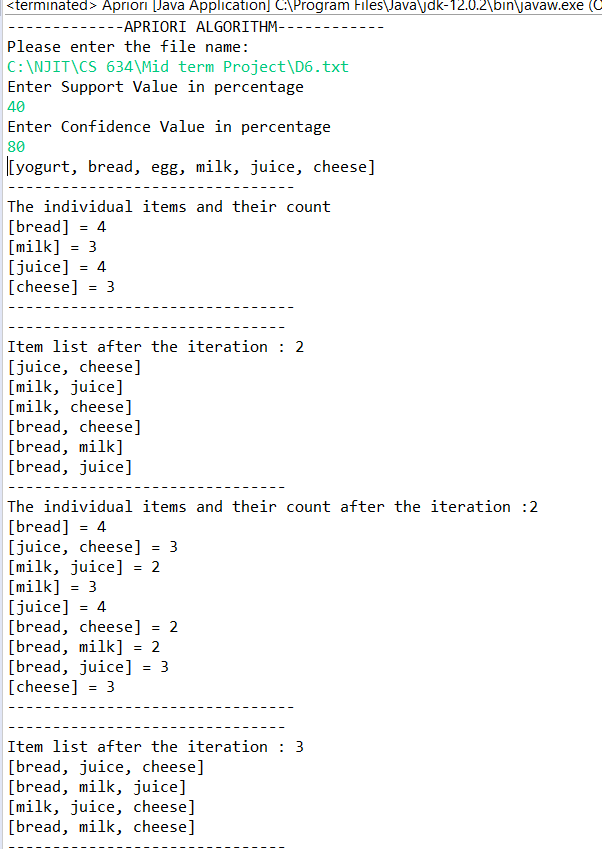 <terminated> Apriori [Java Application] C:\Program Files\Java\jdk-12.0.2\bin\javaw.exe (O
-------------APRIORI ALGORITHM------------
Please enter the file name:
C:\NJIT\CS 634\Mid term Project\D6.txt
Enter Support Value in percentage
40
Enter Confidence Value in percentage
80
[yogurt, bread, egg, milk, juice, cheese]
--------------------------------
The individual items and their count
[bread] = 4
[milk] = 3
[juice] = 4
[cheese] = 3
--------------------------------
-------------------------------
Item list after the iteration : 2
[juice, cheese]
[milk, juice]
[milk, cheese]
[bread, cheese]
[bread, milk]
[bread, juice]
-------------------------------
The individual items and their count after the iteration :2
[bread] = 4
[juice, cheese] = 3
[milk, juice] = 2
[milk] = 3
[juice] = 4
[bread, cheese] = 2
[bread, milk] = 2
[bread, juice] = 3
[cheese] = 3
--------------------------------
-------------------------------
Item list after the iteration : 3
[bread, juice, cheese]
[bread, milk, juice]
[milk, juice, cheese]
[bread, milk, cheese]
-------------------------------